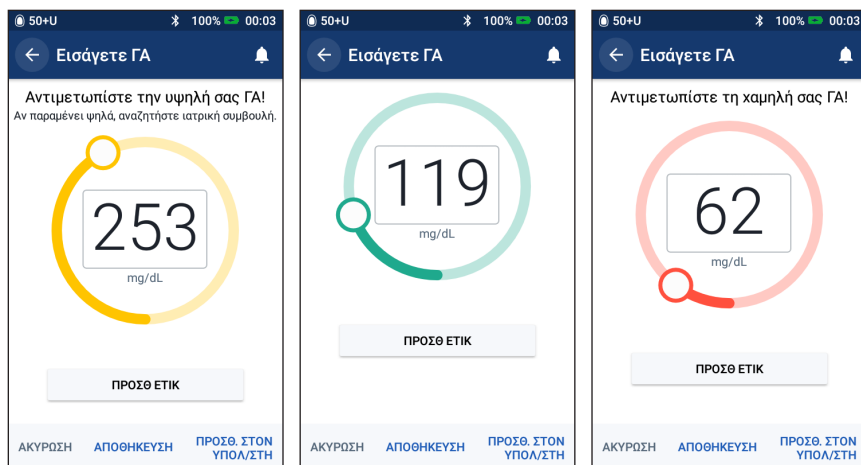 50+U 100% 00:03
Εισάγετε ΓΑ
Αντιμετωπίστε την υψηλή σας ΓΑ!
Αν παραμένει ψηλά, αναζητήστε ιατρική συμβουλή.
253
mg/dL
ΠΡΟΣΘ ΕΤΙΚ
ΑΚΥΡΩΣΗ ΑΠΟΘΗΚΕΥΣΗ ΠΡΟΣΘ. ΣΤΟΝ
ΥΠΟΛ/ΣΤΗ
50+U 100% 00:03
Εισάγετε ΓΑ
119
mg/dL
ΠΡΟΣΘ ΕΤΙΚ
ΑΚΥΡΩΣΗ ΑΠΟΘΗΚΕΥΣΗ ΠΡΟΣΘ. ΣΤΟΝ
ΥΠΟΛ/ΣΤΗ
50+U 100% 00:03
Εισάγετε ΓΑ
Αντιμετωπίστε τη χαμηλή σας ΓΑ!
62
mg/dL
ΠΡΟΣΘ ΕΤΙΚ
ΑΚΥΡΩΣΗ ΑΠΟΘΗΚΕΥΣΗ ΠΡΟΣΘ. ΣΤΟΝ
ΥΠΟΛ/ΣΤΗ